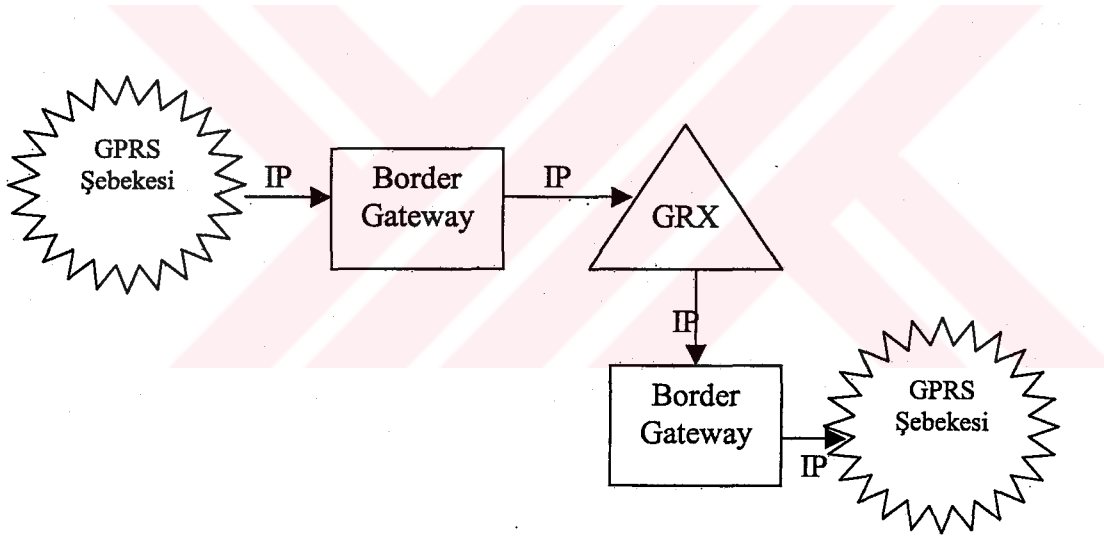 GPRS
Şebekesi
IP
Border
Gateway
IP
GRX
IP
Border
Gateway
IP
GPRS
Şebekesi